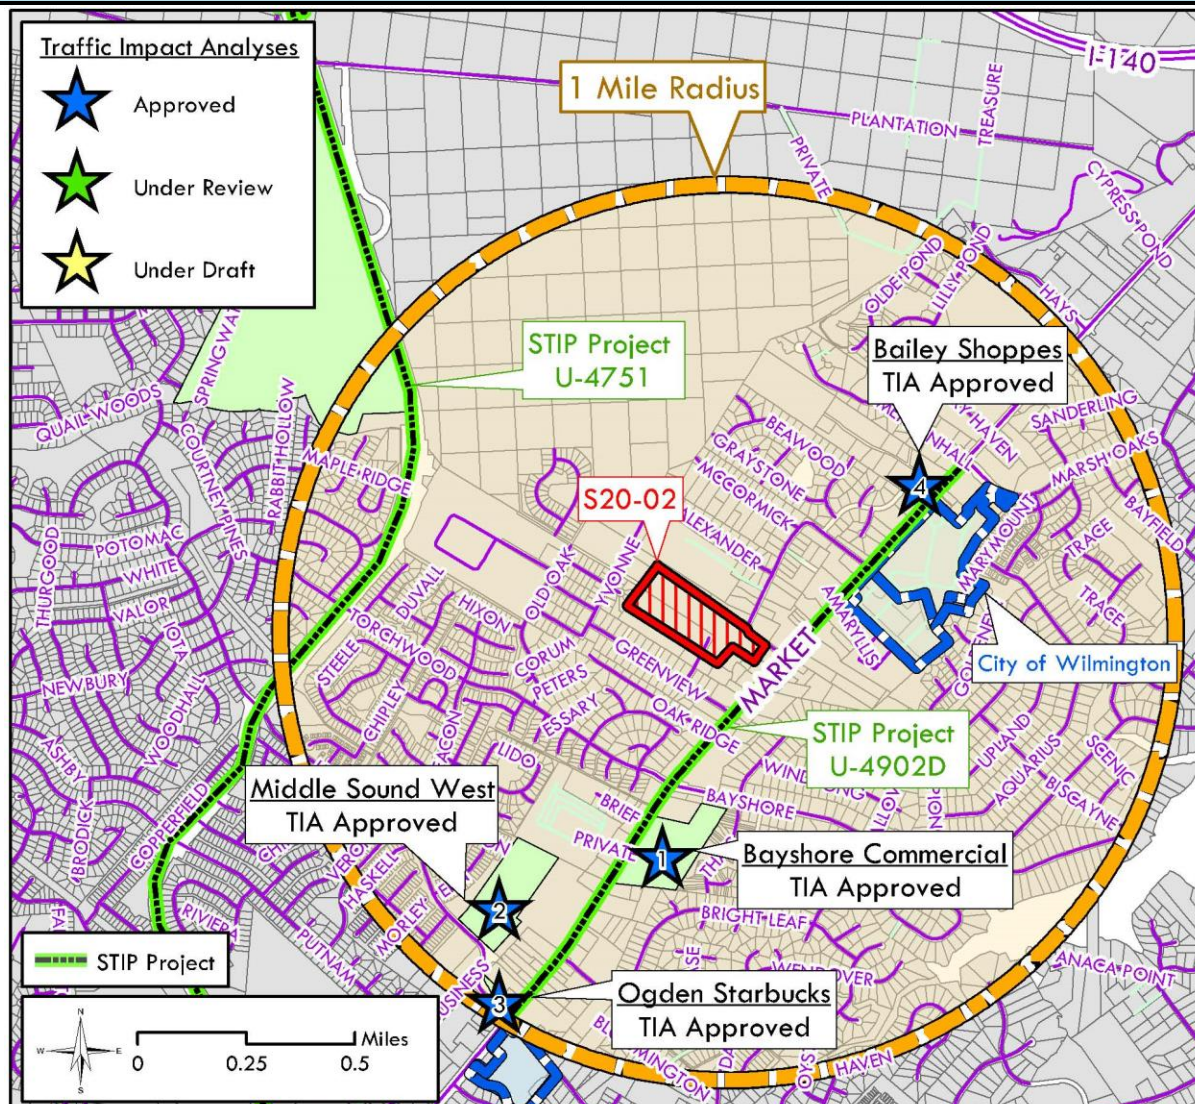 Traffic Impact Analyses
Approved
Under Review
Under Draft
1 Mile Radius
I-140
TREASURE
PLANTATION
PRIVATE
CYPRESS POND
OLDE POND
LILLY POND
HAYS
STIP Project
U-4751
Bailey Shoppes
TIA Approved
SPRING
QUAIL WOODS
COURTNEY PINES
RABBIT HOLLOW
MAPLE RIDGE
BEAWOOD
GRAYSTONE
MCCORMICK
HAVEN
SANDERLING
MARSH OAKS
BAYFIELD
4
S20-02
ALEXANDER
THURGOOD
POTOMAC
WHITE
VALOR
IOTA
DUVALL
HIXON
OLD OAK
YVONNE
MARYMOUNT
TRACE
TRACE
AMARYLLIS
STEELE
TORCHWOOD
CORUM
PETERS
GREENVIEW
MARKET
City of Wilmington
NEWBURY
WOODHALL
CHIPLEY
ESSARY
OAK RIDGE
STIP Project
U-4902D
UPLAND
AQUARIUS
SCENIC
BISCAYNE
ASHBY
BRODICK
COPPERFIELD
LIDO
Middle Sound West
TIA Approved
BRIEF
PRIVATE
BAYSHORE
1
Bayshore Commercial
TIA Approved
HASKELL
MORLEY
2
RIVIERA
PUTNAM
BRIGHT LEAF
WENDOVER
ANACA POINT
STIP Project
3
Ogden Starbucks
TIA Approved
HAVEN
N
W
E
S
0
0.25
0.5
Miles